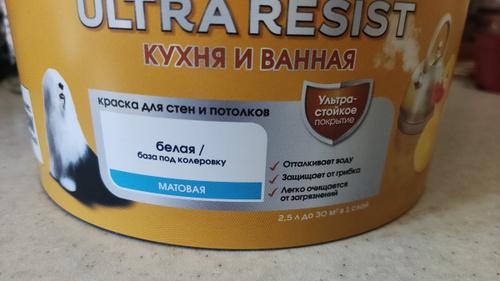 ULTRA RESIST
КУХНЯ И ВАННАЯ
краска для стен и потолков
Ультра-
стойкое
покрытие
белая /
база под колеровку
МАТОВАЯ
Отталкивает воду
Защищает от грибка
Легко очищается
от загрязнений
2,5 л до 30 м² в 1 слой